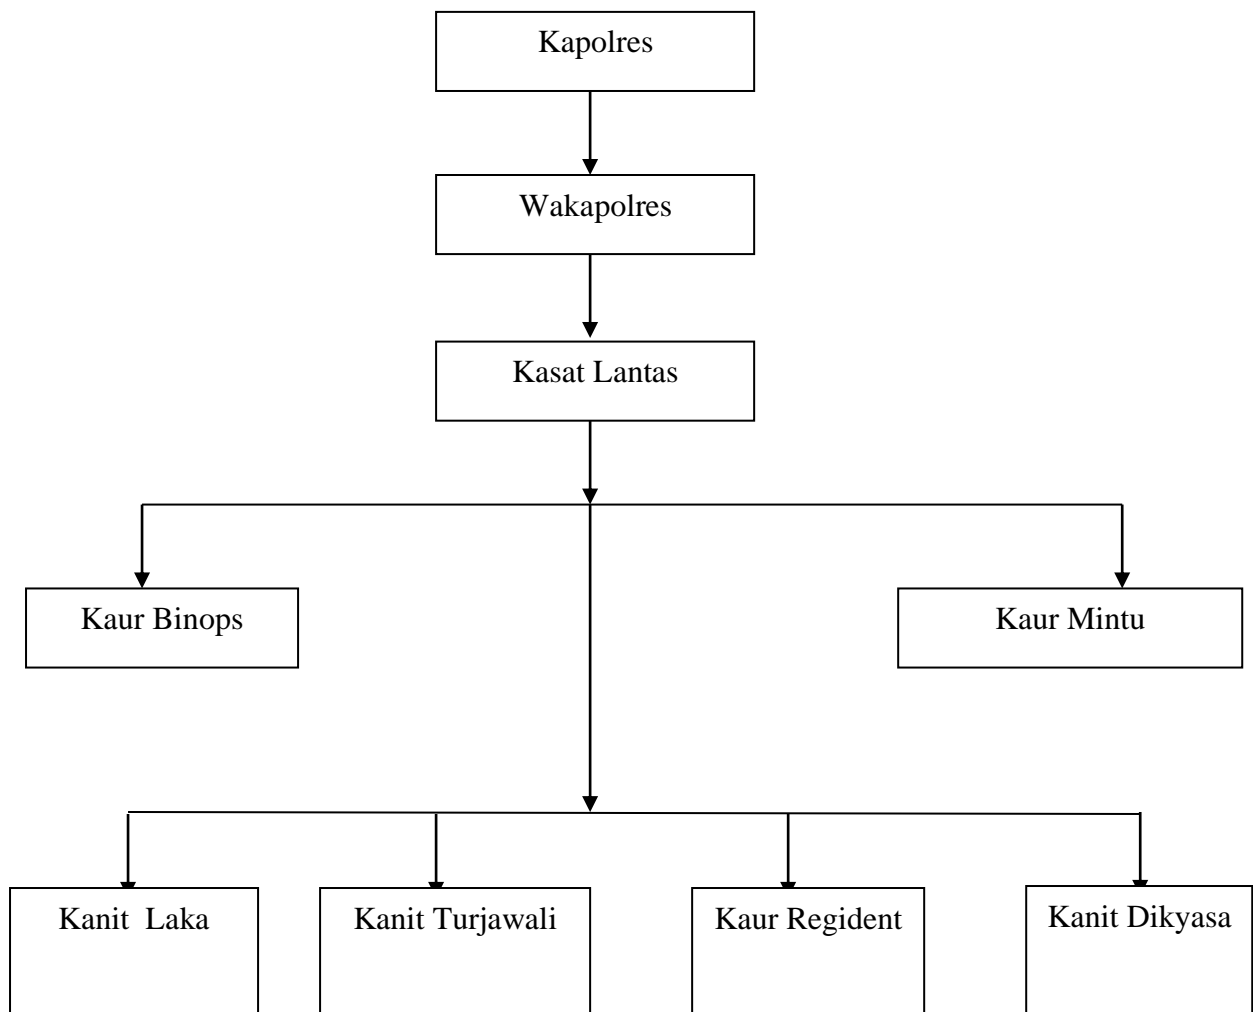 Kapolres
Wakapolres
Kasat Lantas
Kaur Binops
Kaur Mintu
Kanit  Laka
Kanit Turjawali
Kaur Regident
Kanit Dikyasa